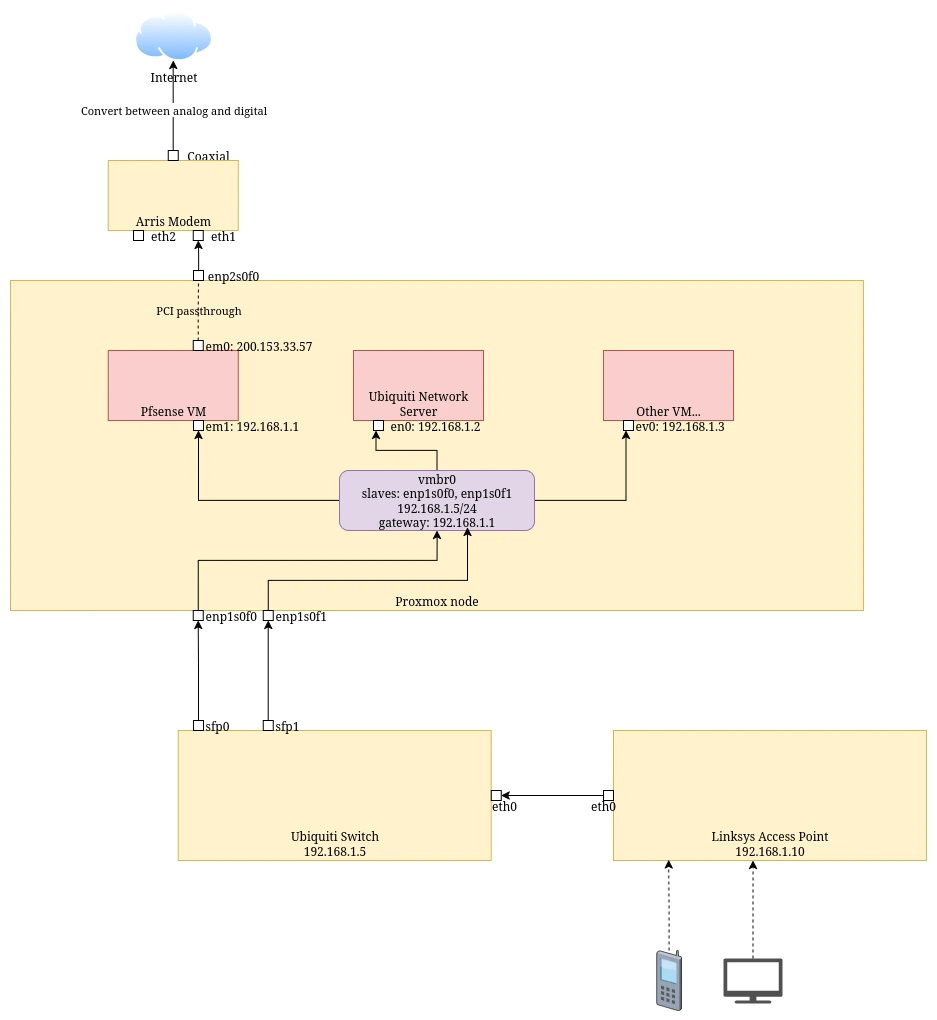 Internet
Convert between analog and digital
Coaxial
Arris Modem
eth2
eth1
enp2s0f0
PCI passthrough
em0: 200.153.33.57
Pfsense VM
Ubiquiti Network
Server
Other VM...
em1: 192.168.1.1
en0: 192.168.1.2
ev0: 192.168.1.3
vmbr0
slaves: enp1s0f0, enp1s0f1
192.168.1.5/24
gateway: 192.168.1.1
Proxmox node
enp1s0f0
enp1s0f1
sfp0
sfp1
eth0
eth0
Ubiquiti Switch
192.168.1.5
Linksys Access Point
192.168.1.10